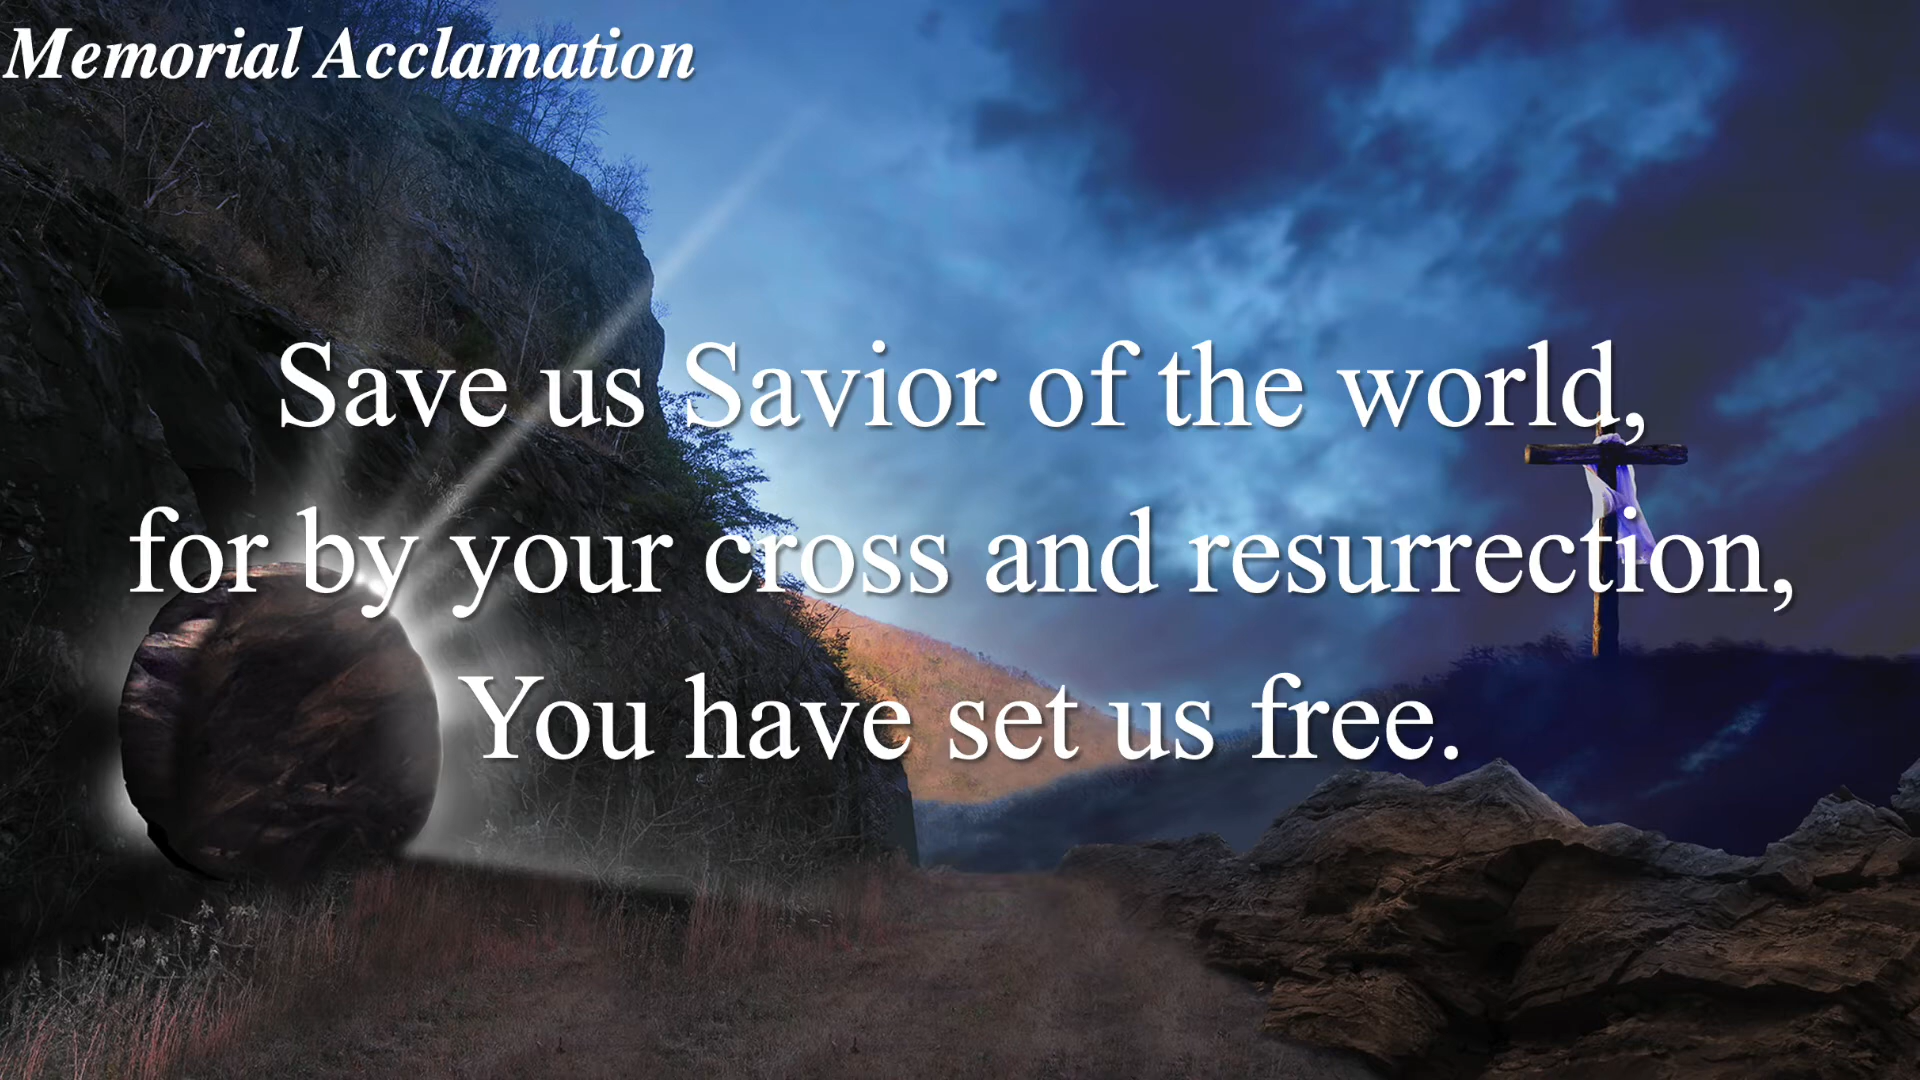 Memorial Acclamation
Save us Savior of the world,
for by your cross and resurrection,
You have set us free.